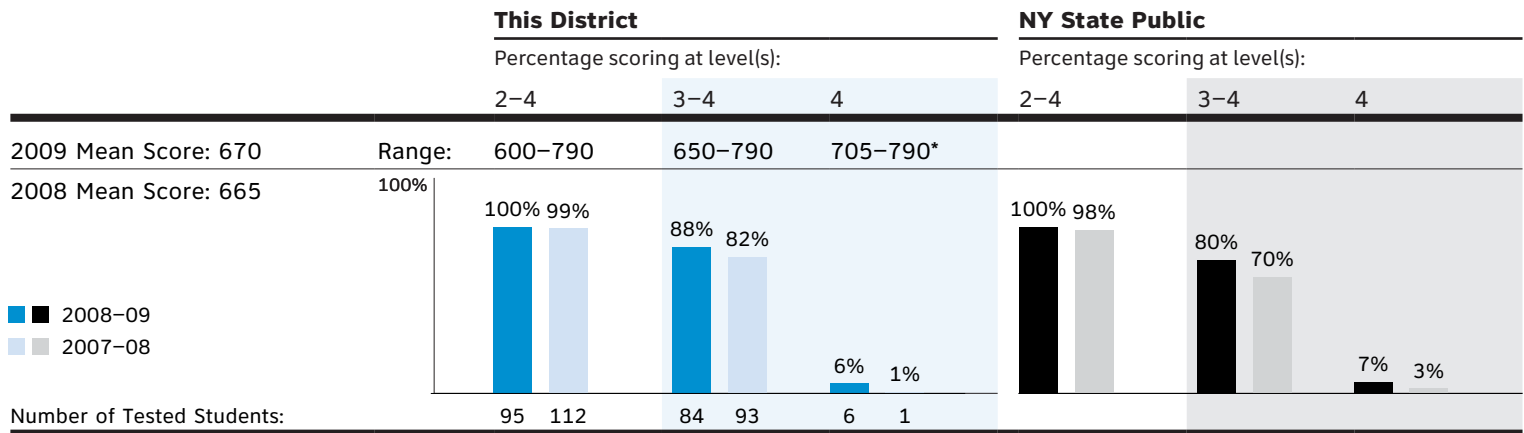 This District NY State Public
Percentage scoring at level(s): Percentage scoring at level(s):
2–4 3–4 4 2–4 3–4 4
2009 Mean Score: 670 Range: 600–790 650–790 705–790*
2008 Mean Score: 665 100%
100% 99% 88% 82% 6% 1% 100% 98% 80% 70% 7% 3%
2008–09
2007–08
Number of Tested Students: 95 112 84 93 6 1